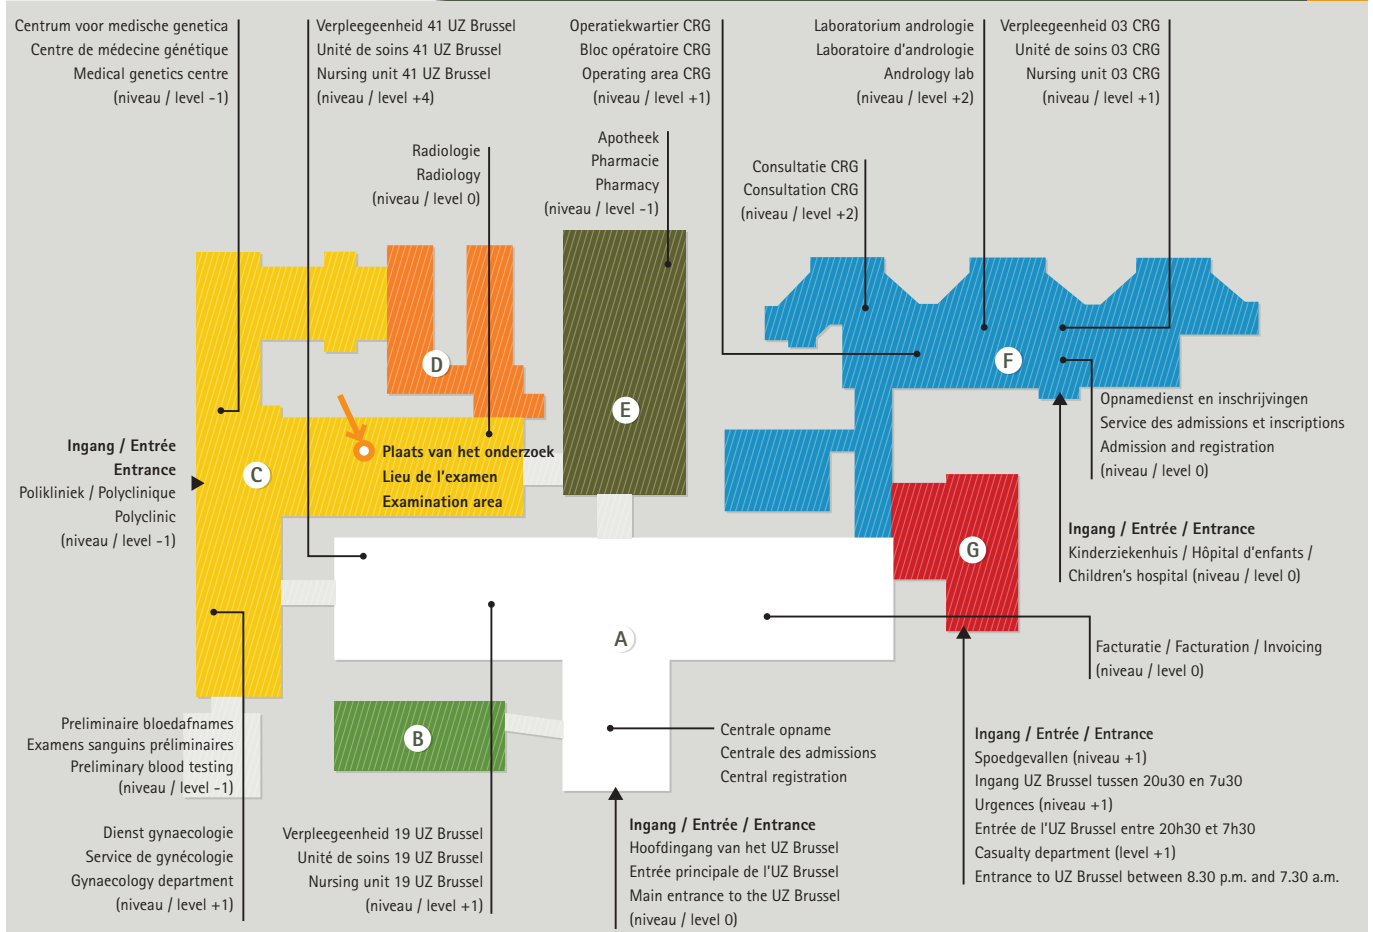 Centrum voor medische genetica
Centre de médecine génétique
Medical genetics centre
(niveau / level -1)
Verpleegeenheid 41 UZ Brussel
Unité de soins 41 UZ Brussel
Nursing unit 41 UZ Brussel
(niveau / level +4)
Operatiekwartier CRG
Bloc opératoire CRG
Operating area CRG
(niveau / level +1)
Laboratorium andrologie
Laboratoire d'andrologie
Andrology lab
(niveau / level +2)
Verpleegeenheid 03 CRG
Unité de soins 03 CRG
Nursing unit 03 CRG
(niveau / level +1)
Radiologie
Radiology
(niveau / level 0)
Apotheek
Pharmacie
Pharmacy
(niveau / level -1)
Consultatie CRG
Consultation CRG
(niveau / level +2)
D
E
F
Opnamedienst en inschrijvingen
Service des admissions et inscriptions
Admission and registration
(niveau / level 0)
Ingang / Entrée
Entrance
Polikliniek / Polyclinique
Polyclinic
(niveau / level -1)
C
Plaats van het onderzoek
Lieu de l'examen
Examination area
Ingang / Entrée / Entrance
Kinderziekenhuis / Hôpital d'enfants /
Children's hospital (niveau / level 0)
G
A
Facturatie / Facturation / Invoicing
(niveau / level 0)
B
Preliminaire bloedafnames
Examens sanguins préliminaires
Preliminary blood testing
(niveau / level -1)
Centrale opname
Centrale des admissions
Central registration
Ingang / Entrée / Entrance
Spoedgevallen (niveau +1)
Ingang UZ Brussel tussen 20u30 en 7u30
Urgences (niveau +1)
Entrée de l'UZ Brussel entre 20h30 et 7h30
Casualty department (level +1)
Entrance to UZ Brussel between 8.30 p.m. and 7.30 a.m.
Dienst gynaecologie
Service de gynécologie
Gynaecology department
(niveau / level +1)
Verpleegeenheid 19 UZ Brussel
Unité de soins 19 UZ Brussel
Nursing unit 19 UZ Brussel
(niveau / level +1)
Ingang / Entrée / Entrance
Hoofdingang van het UZ Brussel
Entrée principale de l'UZ Brussel
Main entrance to the UZ Brussel
(niveau / level 0)